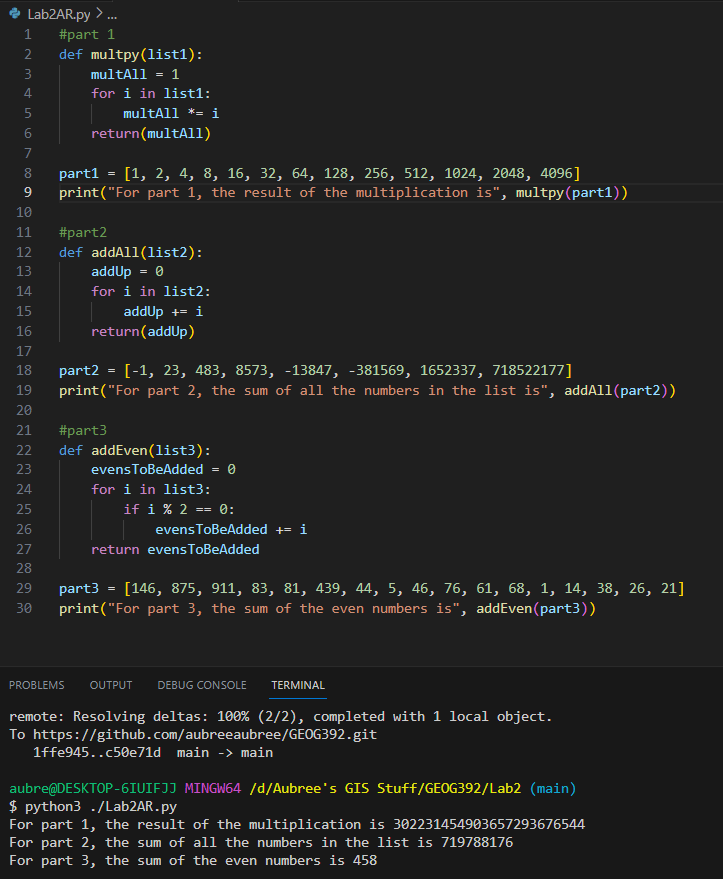 Lab2AR.py > ...
1 #part 1
2 def multpy(list1):
3 multAll = 1
4 for i in list1:
5 multAll *= i
6 return(multAll)
7
8 part1 = [1, 2, 4, 8, 16, 32, 64, 128, 256, 512, 1024, 2048, 4096]
9 print("For part 1, the result of the multiplication is", multpy(part1))
10
11 #part2
12 def addAll(list2):
13 addUp = 0
14 for i in list2:
15 addUp += i
16 return(addUp)
17
18 part2 = [-1, 23, 483, 8573, -13847, -381569, 1652337, 718522177]
19 print("For part 2, the sum of all the numbers in the list is", addAll(part2))
20
21 #part3
22 def addEven(list3):
23 evensToBeAdded = 0
24 for i in list3:
25 if i % 2 == 0:
26 evensToBeAdded += i
27 return evensToBeAdded
28
29 part3 = [146, 875, 911, 83, 81, 439, 44, 5, 46, 76, 61, 68, 1, 14, 38, 26, 21]
30 print("For part 3, the sum of the even numbers is", addEven(part3))
PROBLEMS OUTPUT DEBUG CONSOLE TERMINAL
remote: Resolving deltas: 100% (2/2), completed with 1 local object.
To https://github.com/aubreeaubree/GEOG392.git
1ffe945..c50e71d main -> main
aubre@DESKTOP-6IUIFJJ MINGW64 /d/Aubree's GIS Stuff/GEOG392/Lab2 (main)
$ python3 ./Lab2AR.py
For part 1, the result of the multiplication is 302231454903657293676544
For part 2, the sum of all the numbers in the list is 719788176
For part 3, the sum of the even numbers is 458